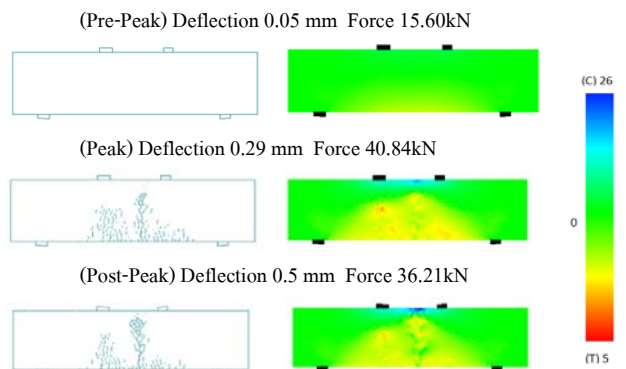 (Pre-Peak) Deflection 0.05 mm Force 15.60kN
(C) 26
(Peak) Deflection 0.29 mm Force 40.84kN
0
(Post-Peak) Deflection 0.5 mm Force 36.21kN
(T) 5